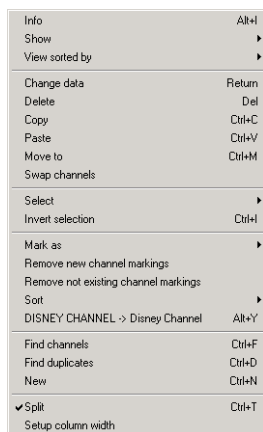 Info Alt+I
Show
View sorted by
Change data Return
Delete Del
Copy Ctrl+C
Paste Ctrl+V
Move to Ctrl+M
Swap channels
Select
Invert selection Ctrl+I
Mark as
Remove new channel markings
Remove not existing channel markings
Sort
DISNEY CHANNEL -> Disney Channel Alt+Y
Find channels Ctrl+F
Find duplicates Ctrl+D
New Ctrl+N
Split Ctrl+T
Setup column width